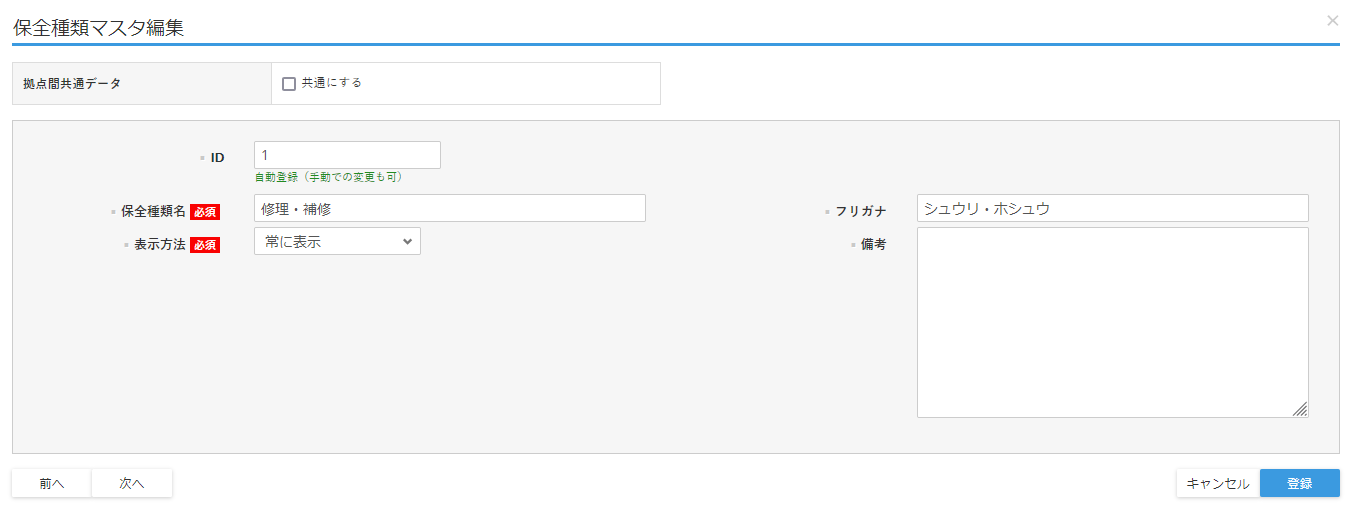 保全種類マスタ編集
拠点間共通データ
共通にする
ID
1
自動登録（手動での変更も可）
保全種類名 必須
修理・補修
フリガナ
シュウリ・ホシュウ
表示方法 必須
常に表示
備考
前へ
次へ
キャンセル
登録